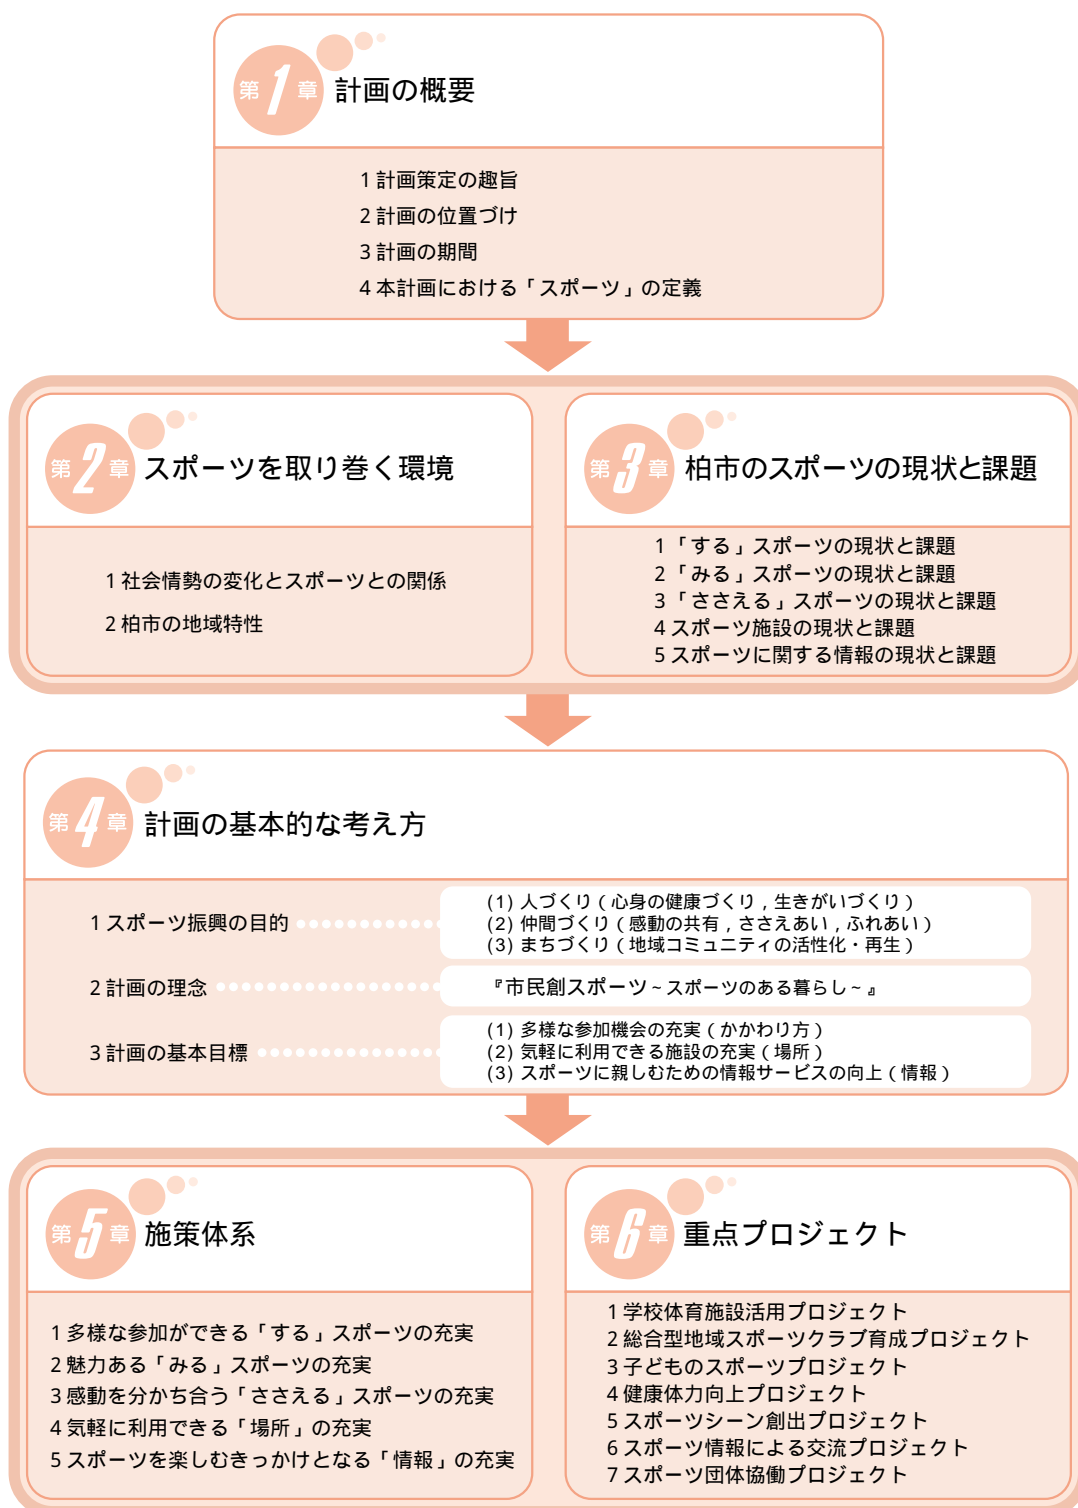 第1章 計画の概要
1 計画策定の趣旨
2 計画の位置づけ
3 計画の期間
4 本計画における「スポーツ」の定義
第2章 スポーツを取り巻く環境
1 社会情勢の変化とスポーツとの関係
2 柏市の地域特性
第3章 柏市のスポーツの現状と課題
1 「する」スポーツの現状と課題
2 「みる」スポーツの現状と課題
3 「ささえる」スポーツの現状と課題
4 スポーツ施設の現状と課題
5 スポーツに関する情報の現状と課題
第4章 計画の基本的な考え方
1 スポーツ振興の目的
(1) 人づくり(心身の健康づくり,生きがいづくり)
(2) 仲間づくり(感動の共有,ささえあい,ふれあい)
(3) まちづくり(地域コミュニティの活性化・再生)
2 計画の理念
『市民創スポーツ~スポーツのある暮らし~』
3 計画の基本目標
(1) 多様な参加機会の充実(かかわり方)
(2) 気軽に利用できる施設の充実(場所)
(3) スポーツに親しむための情報サービスの向上(情報)
第5章 施策体系
1 多様な参加ができる「する」スポーツの充実
2 魅力ある「みる」スポーツの充実
3 感動を分かち合う「ささえる」スポーツの充実
4 気軽に利用できる「場所」の充実
5 スポーツを楽しむきっかけとなる「情報」の充実
第6章 重点プロジェクト
1 学校体育施設活用プロジェクト
2 総合型地域スポーツクラブ育成プロジェクト
3 子どものスポーツプロジェクト
4 健康体力向上プロジェクト
5 スポーツシーン創出プロジェクト
6 スポーツ情報による交流プロジェクト
7 スポーツ団体協働プロジェクト